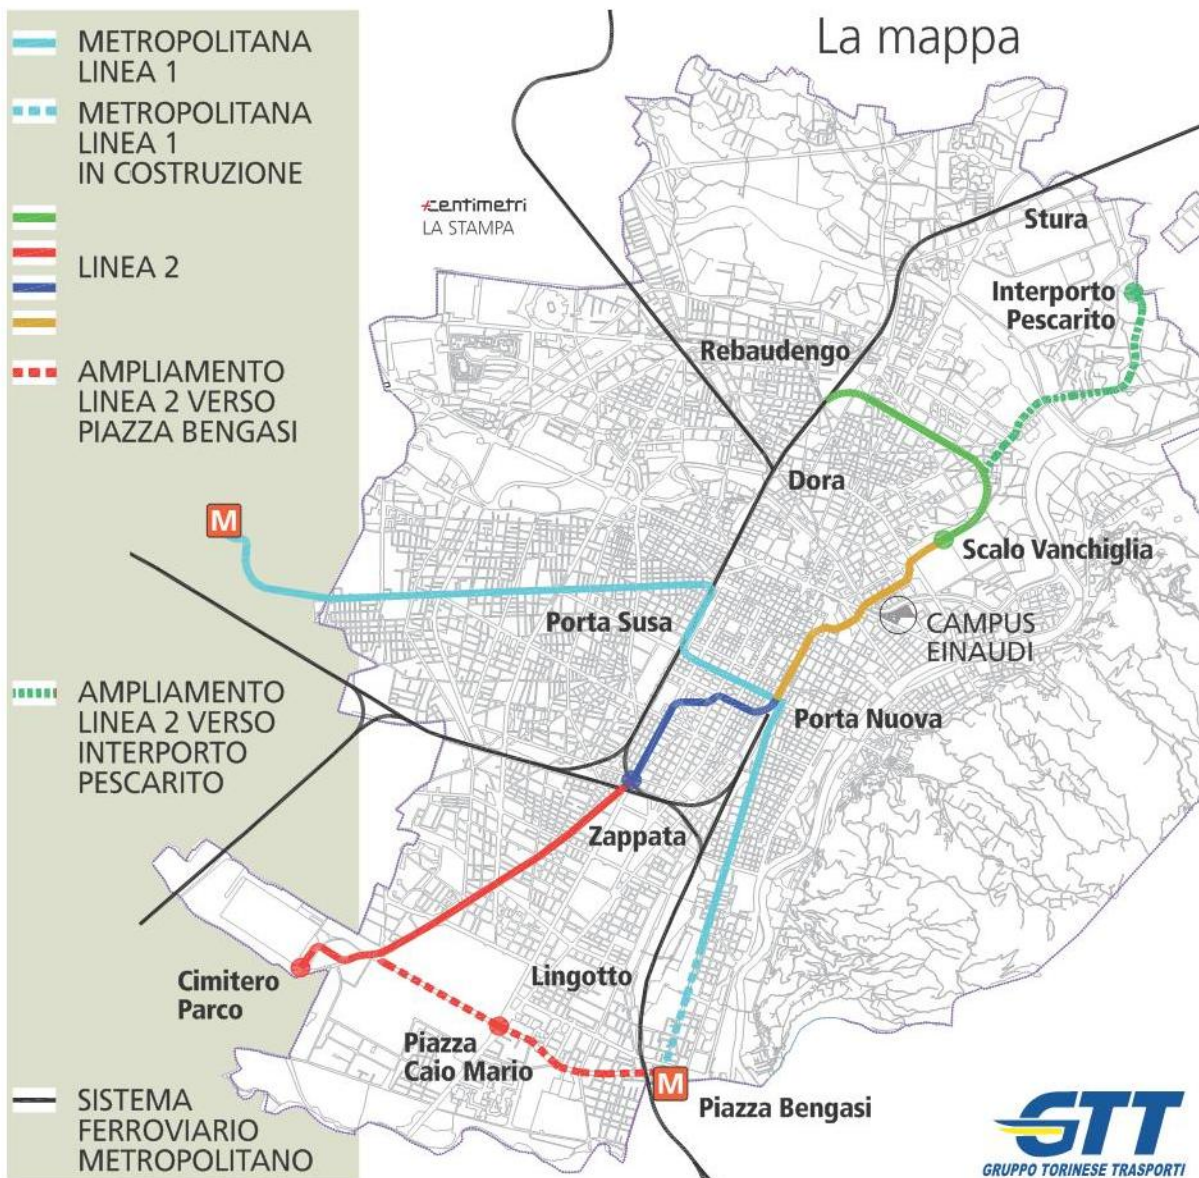 METROPOLITANA
LINEA 1
METROPOLITANA
LINEA 1
IN COSTRUZIONE
LINEA 2
AMPLIAMENTO
LINEA 2 VERSO
PIAZZA BENGASI
AMPLIAMENTO
LINEA 2 VERSO
INTERPORTO
PESCARITO
SISTEMA
FERROVIARIO
METROPOLITANO
La mappa
centimetri
LA STAMPA
Stura
Interporto
Pescarito
Rebaudengo
Dora
M
Scalo Vanchiglia
Porta Susa
CAMPUS
EINAUDI
Porta Nuova
Zappata
Cimitero
Parco
Lingotto
Piazza
Caio Mario
M
Piazza Bengasi
GTT
GRUPPO TORINESE TRASPORTI